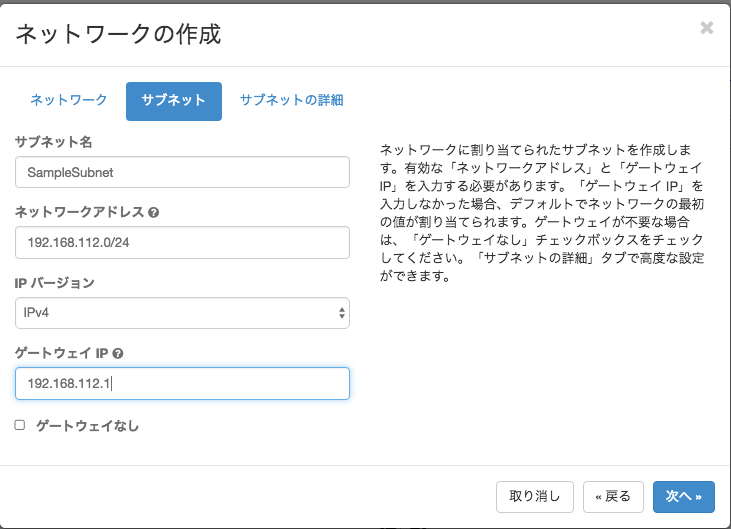 ネットワークの作成
×
ネットワーク サブネット サブネットの詳細
サブネット名
SampleSubnet
ネットワークアドレス ?
192.168.112.0/24
IP バージョン
IPv4
ゲートウェイ IP ?
192.168.112.1
ゲートウェイなし
ネットワークに割り当てられたサブネットを作成しま
す。有効な「ネットワークアドレス」と「ゲートウェイ
IP」を入力する必要があります。「ゲートウェイ IP」を
入力しなかった場合、デフォルトでネットワークの最初
の値が割り当てられます。ゲートウェイが不要な場合
は、「ゲートウェイなし」チェックボックスをチェック
してください。「サブネットの詳細」タブで高度な設定
ができます。
取り消し « 戻る 次へ »